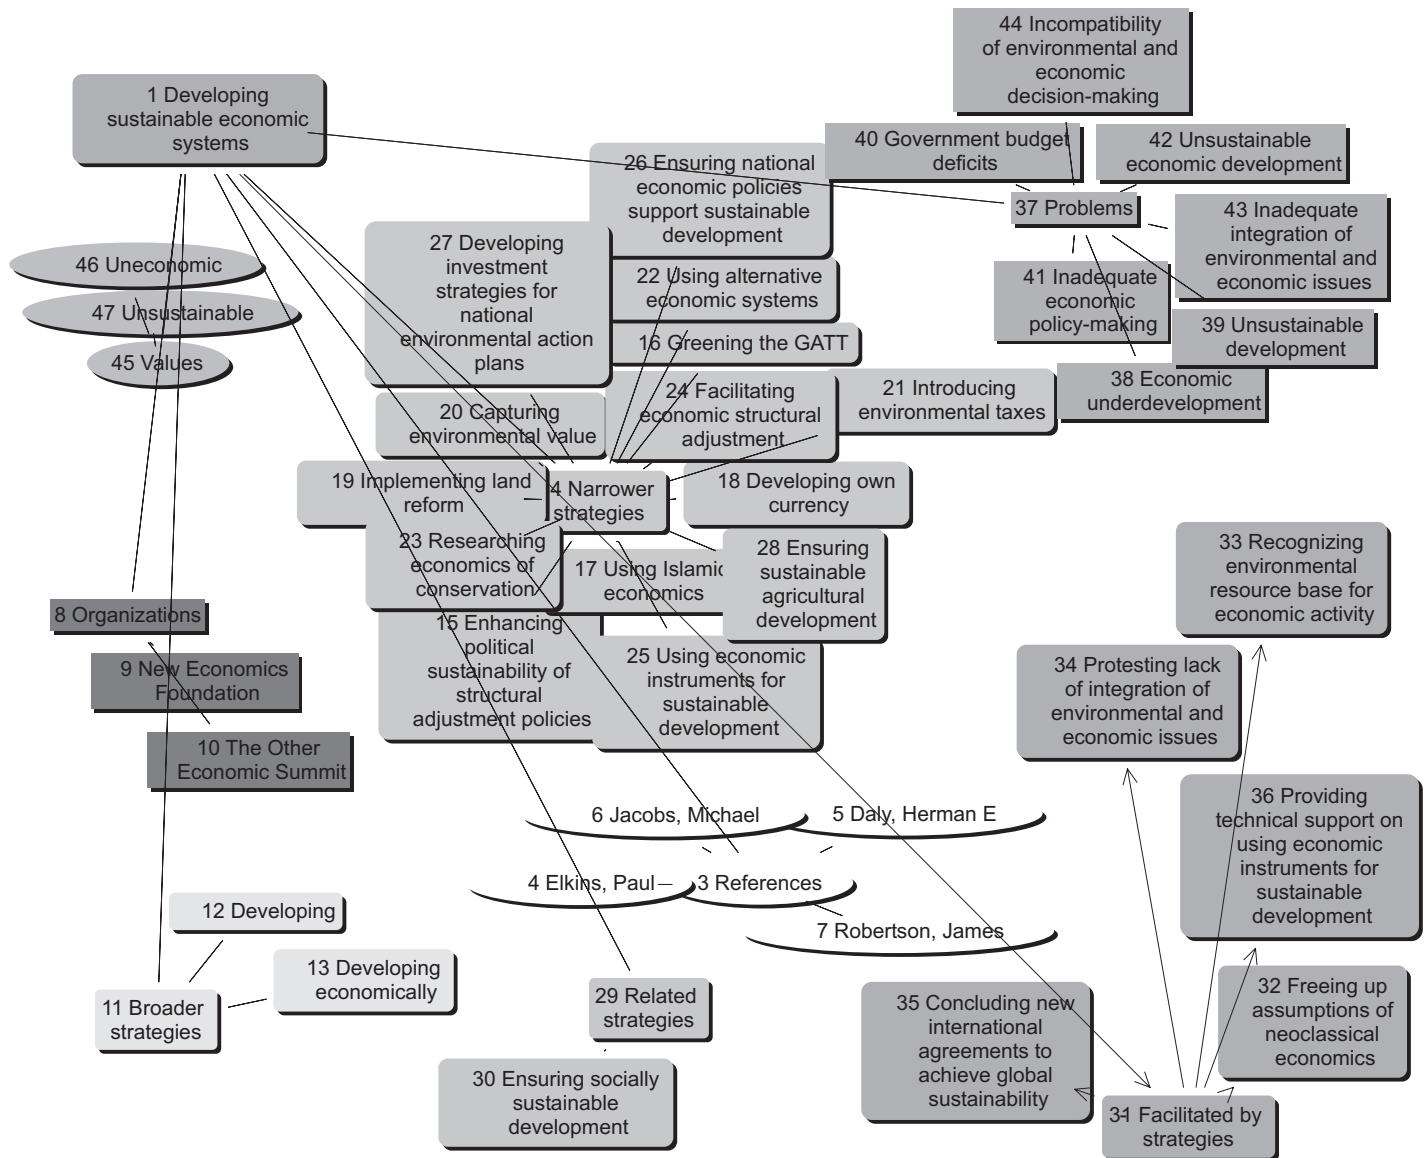 44 Incompatibility
of environmental and
economic
decision-making
1 Developing
sustainable economic
systems
40 Government budget
deficits
42 Unsustainable
economic development
26 Ensuring national
economic policies
support sustainable
development
37 Problems
43 Inadequate
integration of
environmental and
economic issues
27 Developing
investment
strategies for
national
environmental action
plans
46 Uneconomic
22 Using alternative
economic systems
41 Inadequate
economic
policy-making
47 Unsustainable
16 Greening the GATT
39 Unsustainable
development
45 Values
24 Facilitating
economic structural
adjustment
21 Introducing
environmental taxes
38 Economic
underdevelopment
20 Capturing
environmental value
19 Implementing land
reform
4 Narrower
strategies
18 Developing own
currency
23 Researching
economics of
conservation
17 Using Islamic
economics
28 Ensuring
sustainable
agricultural
development
33 Recognizing
environmental
resource base for
economic activity
8 Organizations
15 Enhancing
political
sustainability of
structural
adjustment policies
25 Using economic
instruments for
sustainable
development
34 Protesting lack
of integration of
environmental and
economic issues
9 New Economics
Foundation
10 The Other
Economic Summit
36 Providing
technical support on
using economic
instruments for
sustainable
development
6 Jacobs, Michael
5 Daly, Herman E
4 Elkins, Paul
3 References
7 Robertson, James
12 Developing
13 Developing
economically
11 Broader
strategies
29 Related
strategies
35 Concluding new
international
agreements to
achieve global
sustainability
32 Freeing up
assumptions of
neoclassical
economics
30 Ensuring socially
sustainable
development
31 Facilitated by
strategies